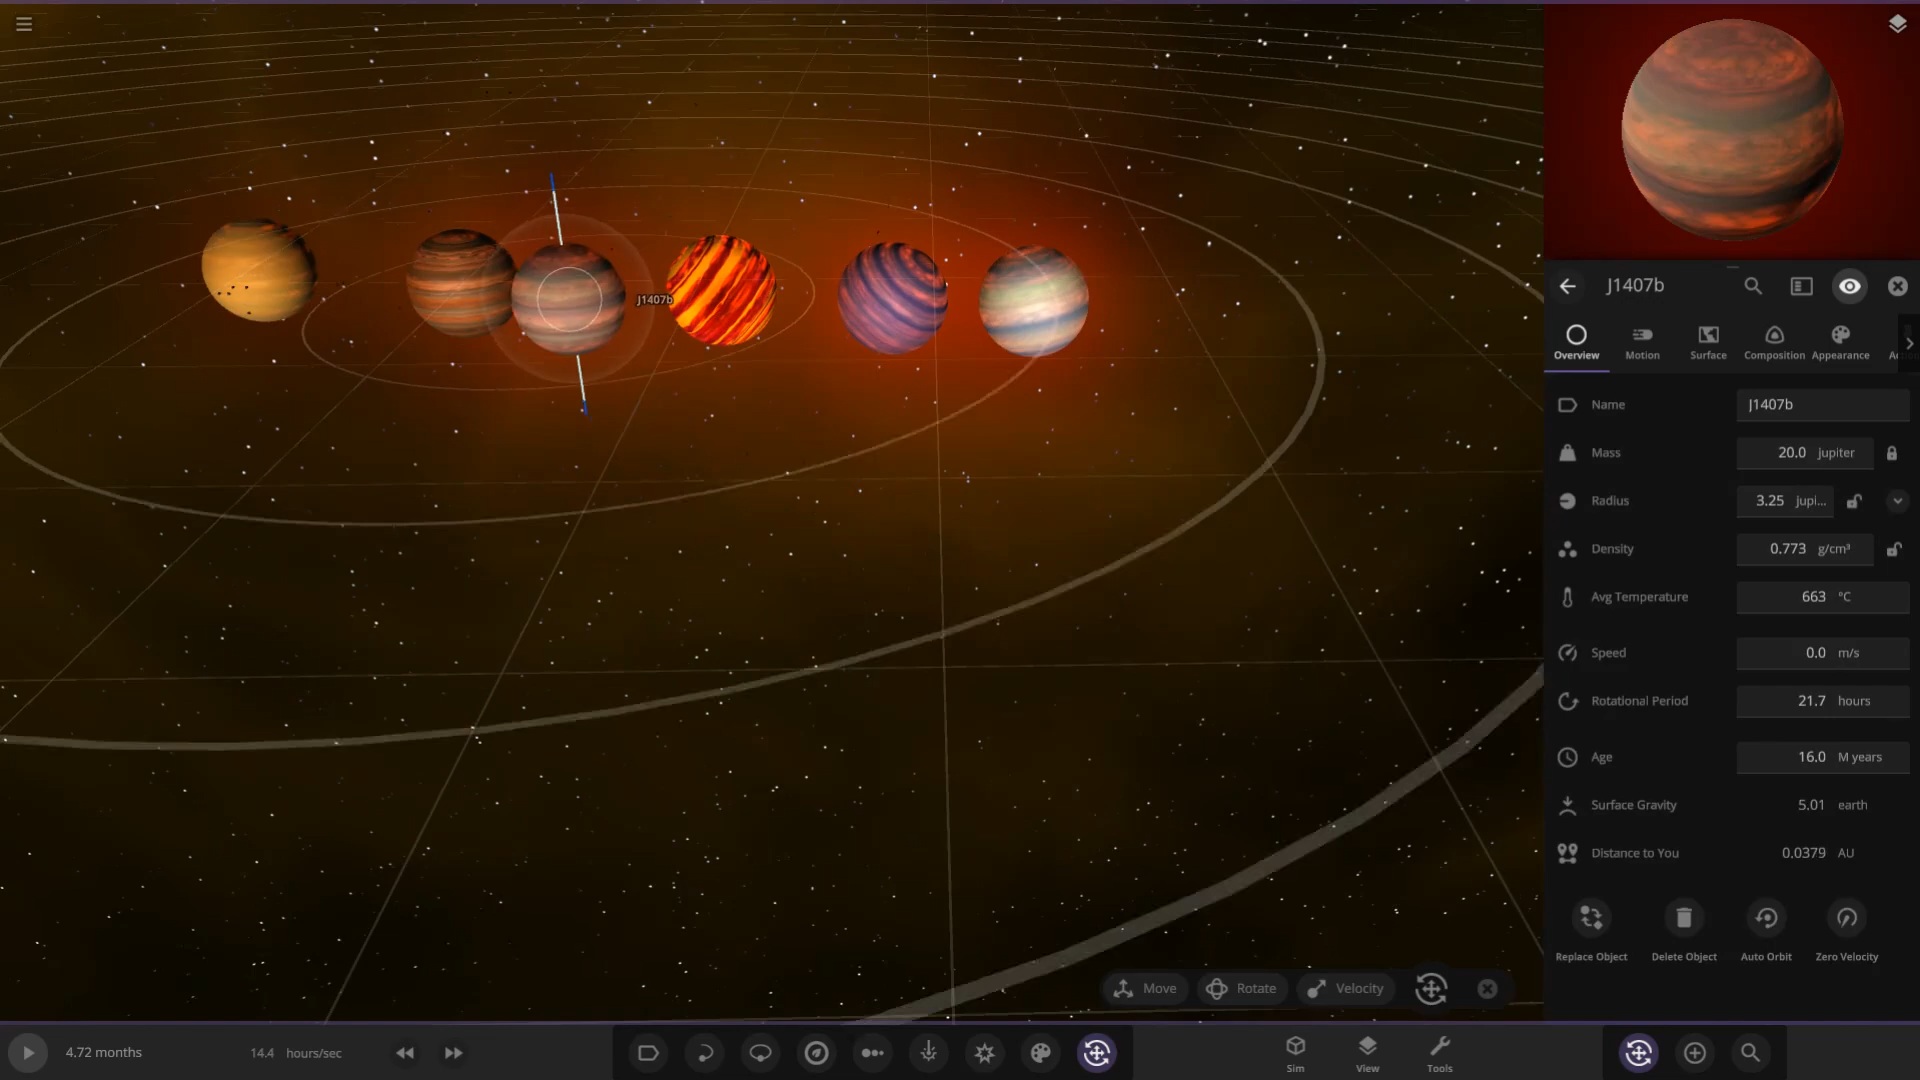 J1407b
J1407b
Overview
Motion
Surface
Composition
Appearance
Name
J1407b
Mass
20.0 jupiter
Radius
3.25 jupi...
Density
0.773 g/cm³
Avg Temperature
663 °C
Speed
0.0 m/s
Rotational Period
21.7 hours
Age
16.0 M years
Surface Gravity
5.01 earth
Distance to You
0.0379 AU
Replace Object
Delete Object
Auto Orbit
Zero Velocity
Move
Rotate
Velocity
4.72 months
14.4 hours/sec
Sim
View
Tools